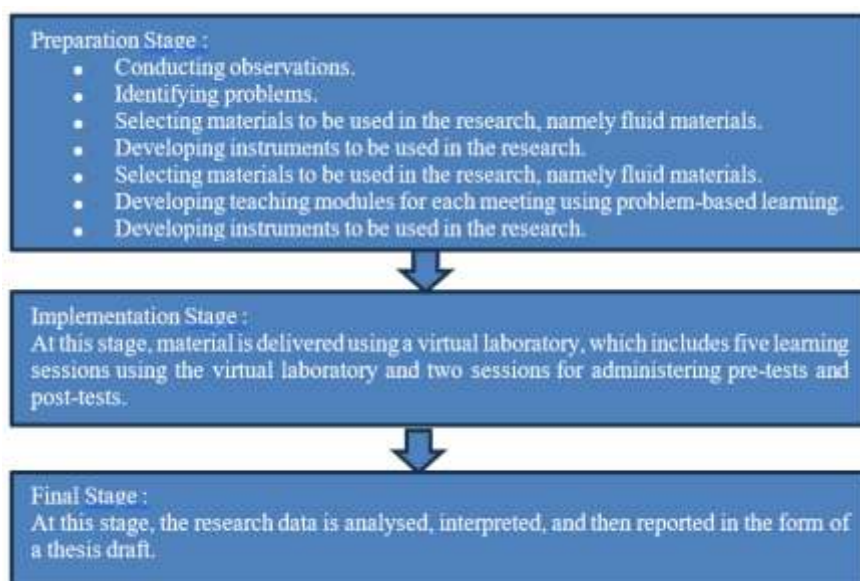 Preparation Stage :
• Conducting observations.
• Identifying problems.
• Selecting materials to be used in the research, namely fluid materials.
• Developing instruments to be used in the research.
• Selecting materials to be used in the research, namely fluid materials.
• Developing teaching modules for each meeting using problem-based learning.
• Developing instruments to be used in the research.
Implementation Stage :
At this stage, material is delivered using a virtual laboratory, which includes five learning
sessions using the virtual laboratory and two sessions for administering pre-tests and
post-tests.
Final Stage :
At this stage, the research data is analysed, interpreted, and then reported in the form of
a thesis draft.